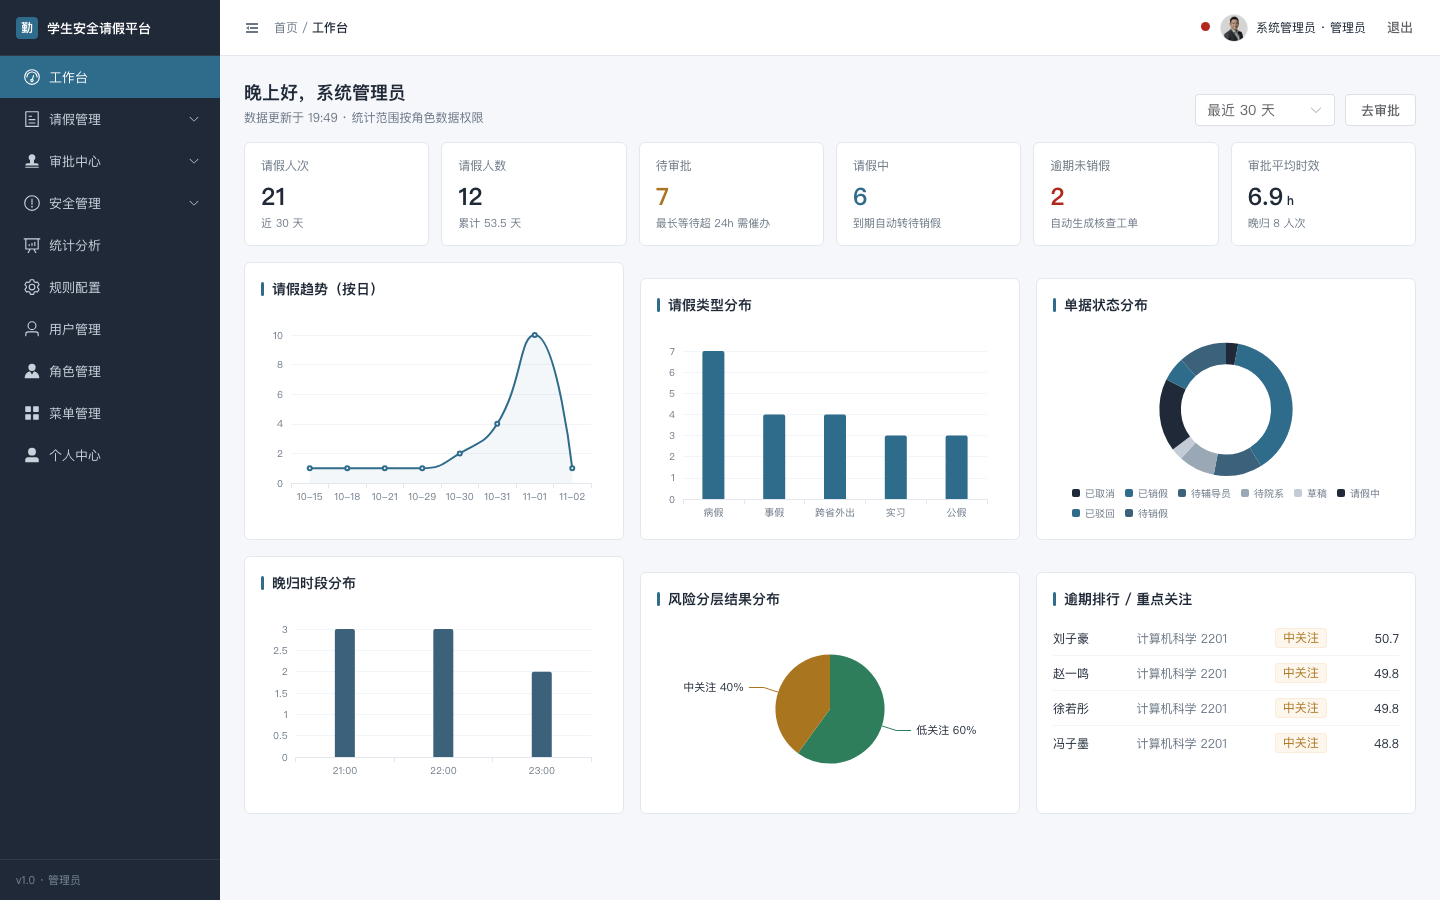 勤 学生安全请假平台
工作台
请假管理
审批中心
安全管理
统计分析
规则配置
用户管理
角色管理
菜单管理
个人中心
v1.0 · 管理员
首页 / 工作台
系统管理员 · 管理员
退出
晚上好，系统管理员
数据更新于 19:49 · 统计范围按角色数据权限
最近 30 天
去审批
请假人次
21
近 30 天
请假人数
12
累计 53.5 天
待审批
7
最长等待超 24h 需催办
请假中
6
到期自动转待销假
逾期未销假
2
自动生成核查工单
审批平均时效
6.9 h
晚归 8 人次
请假趋势（按日）
10
8
6
4
2
0
10-15 10-18 10-21 10-29 10-30 10-31 11-01 11-02
请假类型分布
7
6
5
4
3
2
1
0
病假 事假 跨省外出 实习 公假
单据状态分布
已取消 已销假 待辅导员 待院系 草稿 请假中
已驳回 待销假
晚归时段分布
3
2.5
2
1.5
1
0.5
0
21:00 22:00 23:00
风险分层结果分布
中关注 40%
低关注 60%
逾期排行 / 重点关注
刘子豪 计算机科学 2201 中关注 50.7
赵一鸣 计算机科学 2201 中关注 49.8
徐若彤 计算机科学 2201 中关注 49.8
冯子墨 计算机科学 2201 中关注 48.8